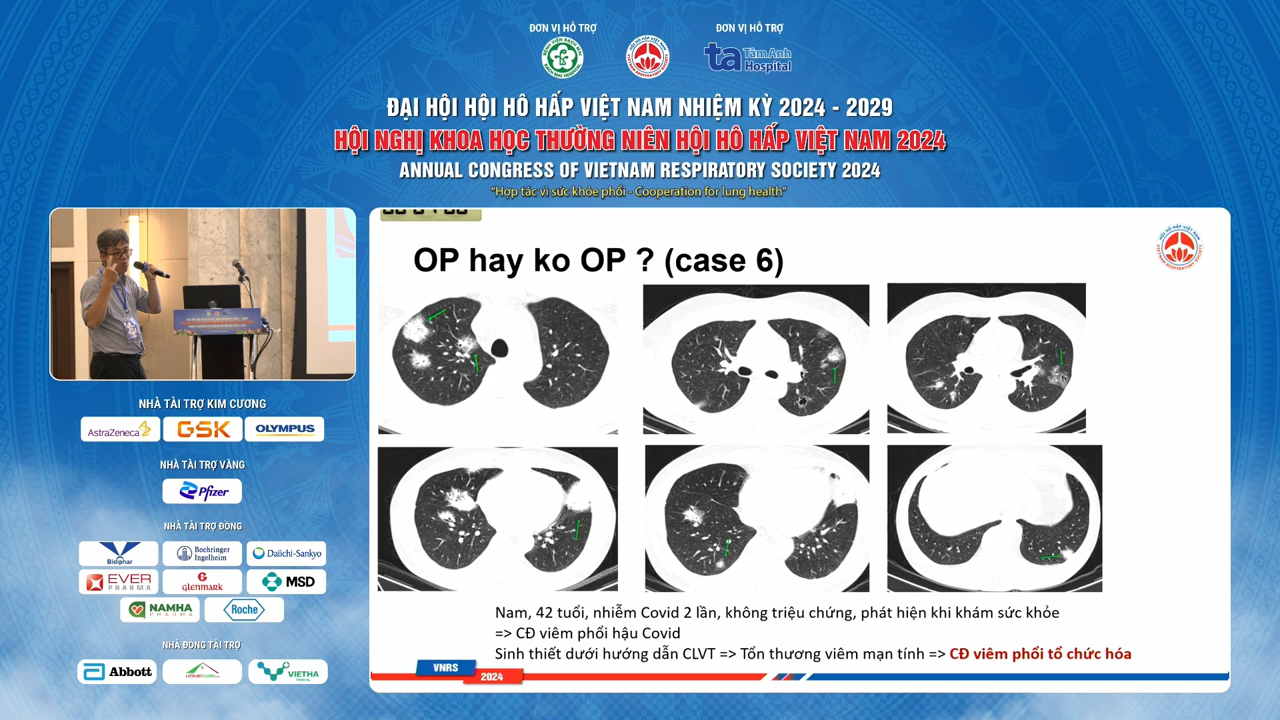 ĐƠN VỊ HỖ TRỢ
ĐƠN VỊ HỖ TRỢ
ta TâmAnh
Hospital
ĐẠI HỘI HỘI HÔ HẤP VIỆT NAM NHIỆM KỲ 2024 - 2029
HỘI NGHỊ KHOA HỌC THƯỜNG NIÊN HỘI HÔ HẤP VIỆT NAM 2024
ANNUAL CONGRESS OF VIETNAM RESPIRATORY SOCIETY 2024
"Hợp tác vì sức khỏe phổi - Cooperation for lung health"
OP hay ko OP ? (case 6)
Nam, 42 tuổi, nhiễm Covid 2 lần, không triệu chứng, phát hiện khi khám sức khỏe
=> CĐ viêm phổi hậu Covid
Sinh thiết dưới hướng dẫn CLVT => Tổn thương viêm mạn tính => CĐ viêm phổi tổ chức hóa
VNRS
2024
NHÀ TÀI TRỢ KIM CƯƠNG
AstraZeneca
GSK
OLYMPUS
NHÀ TÀI TRỢ VÀNG
Pfizer
NHÀ TÀI TRỢ ĐỒNG
Bidiphar
Boehringer
Ingelheim
Daiichi-Sankyo
EVER
PHARMA
GLENMARK
MSD
NAMHA
PHARMA
Roche
NHÀ ĐỒNG TÀI TRỢ
Abbott
VIETHA